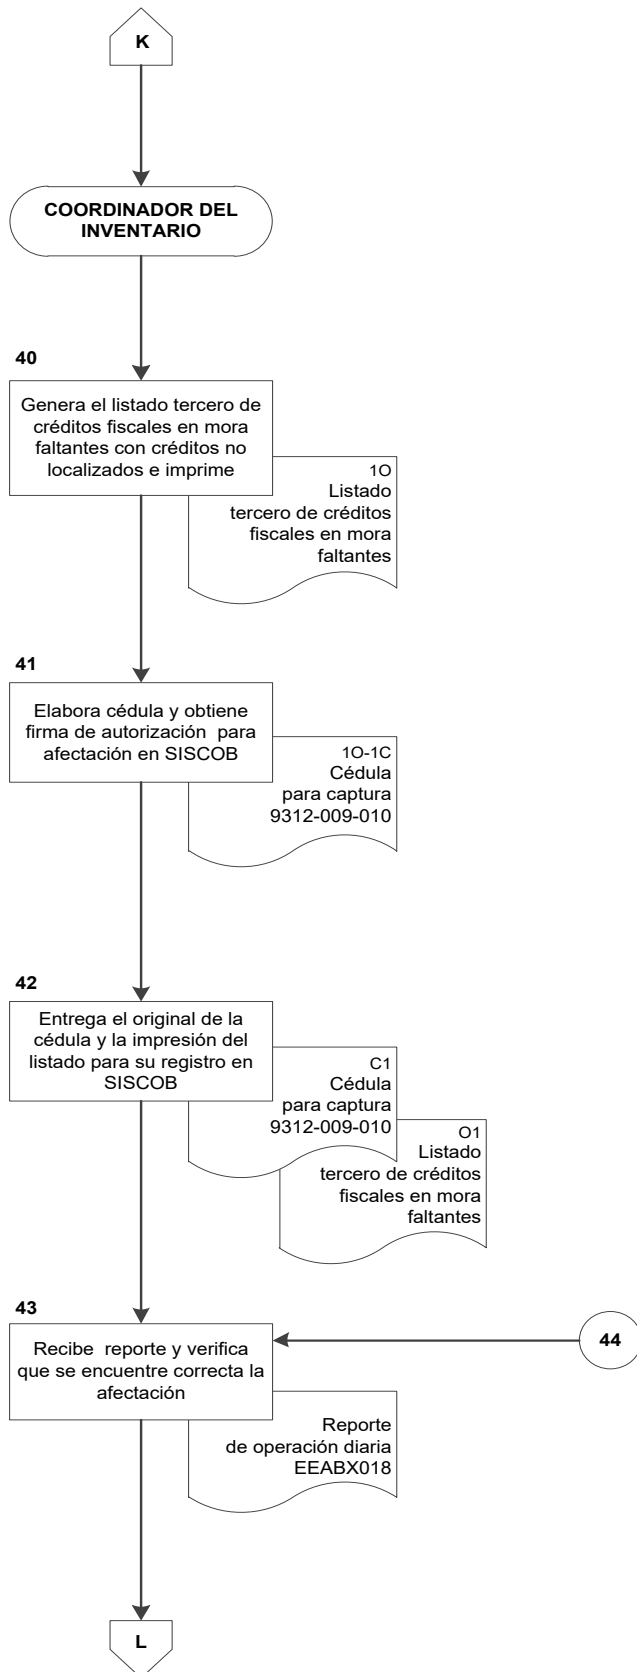 K
COORDINADOR DEL
INVENTARIO
40
Genera el listado tercero de
créditos fiscales en mora
faltantes con créditos no
localizados e imprime
1O
Listado
tercero de créditos
fiscales en mora
faltantes
41
Elabora cédula y obtiene
firma de autorización para
afectación en SISCOB
1O-1C
Cédula
para captura
9312-009-010
42
Entrega el original de la
cédula y la impresión del
listado para su registro en
SISCOB
C1
Cédula
para captura
9312-009-010
O1
Listado
tercero de créditos
fiscales en mora
faltantes
43
Recibe reporte y verifica
que se encuentre correcta la
afectación
44
Reporte
de operación diaria
EEABX018
L